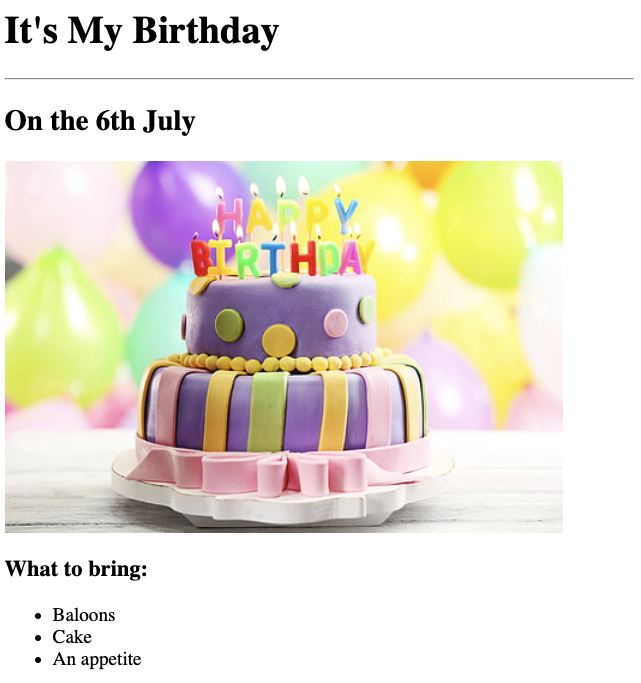 It's My Birthday
On the 6th July
HAPPY
BIRTHDAY
What to bring:
Baloons
Cake
An appetite